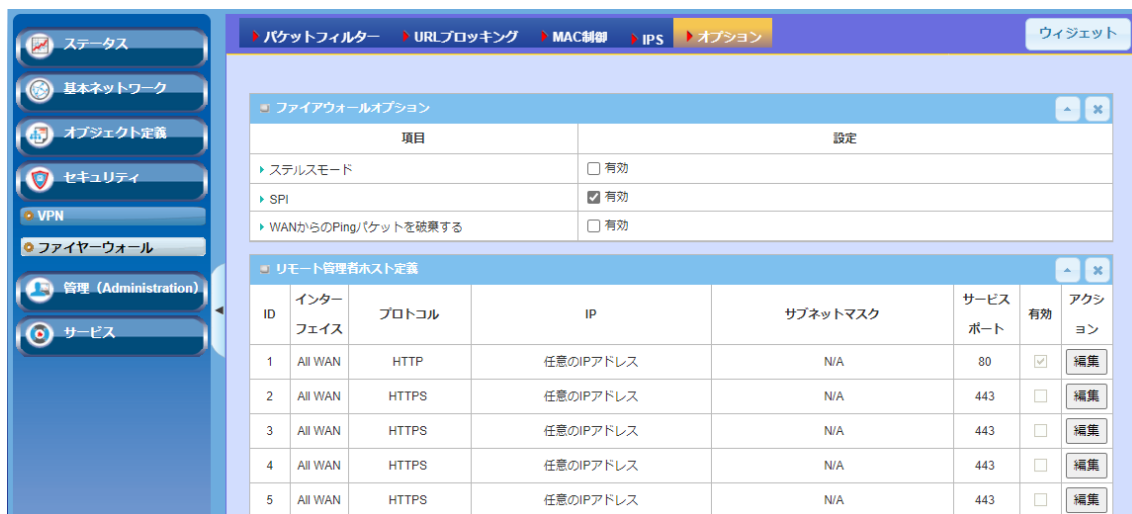 ステータス
基本ネットワーク
オブジェクト定義
セキュリティ
VPN
ファイヤーウォール
管理（Administration）
サービス
パケットフィルター URLブロッキング MAC制御 IPS オプション ウィジェット
ファイアウォールオプション
項目 設定
ステルスモード 有効
SPI 有効
WANからのPingパケットを破棄する 有効
リモート管理者ホスト定義
ID インターフェイス プロトコル IP サブネットマスク サービスポート 有効 アクション
1 All WAN HTTP 任意のIPアドレス N/A 80 編集
2 All WAN HTTPS 任意のIPアドレス N/A 443 編集
3 All WAN HTTPS 任意のIPアドレス N/A 443 編集
4 All WAN HTTPS 任意のIPアドレス N/A 443 編集
5 All WAN HTTPS 任意のIPアドレス N/A 443 編集